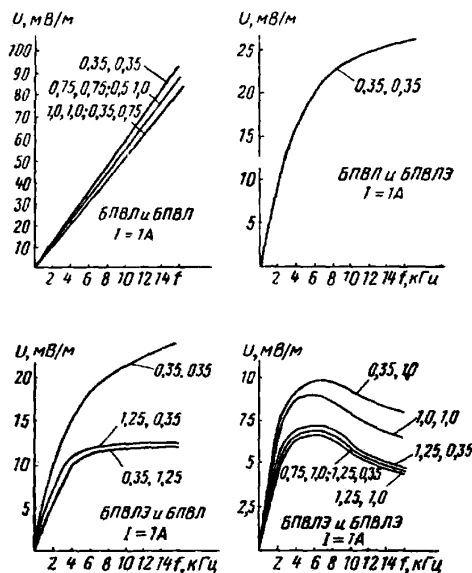 U, мВ/м
100
90
80
70
60
50
40
30
20
10
0,35, 0,35
0,75, 0,75; 0,5 1,0
1,0, 1,0; 0,35, 0,75
БПВЛ и БПВЛ
I = 1А
2 4 6 8 10 12 14 f
U, мВ/м
25
20
15
10
5
0,35, 0,35
БПВЛ и БПВЛЭ
I = 1А
2 4 6 8 10 12 14 f, кГц
U, мВ/м
20
15
10
5
0,35, 035
1,25, 0,35
0,35, 1,25
БПВЛЭ и БПВЛ
I = 1А
2 4 6 8 10 12 14 f, кГц
U, мВ/м
10
7,5
5
2,5
0,35, 1,0
1,0, 1,0
1,25, 0,35
0,75, 1,0; 1,25, 0,35
1,25, 1,0
БПВЛЭ и БПВЛЭ
I = 1А
2 4 6 8 10 12 14 f, кГц